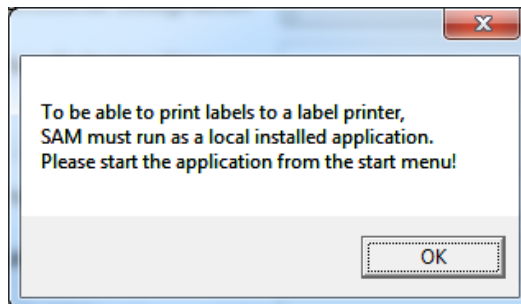 To be able to print labels to a label printer,
SAM must run as a local installed application.
Please start the application from the start menu!
OK